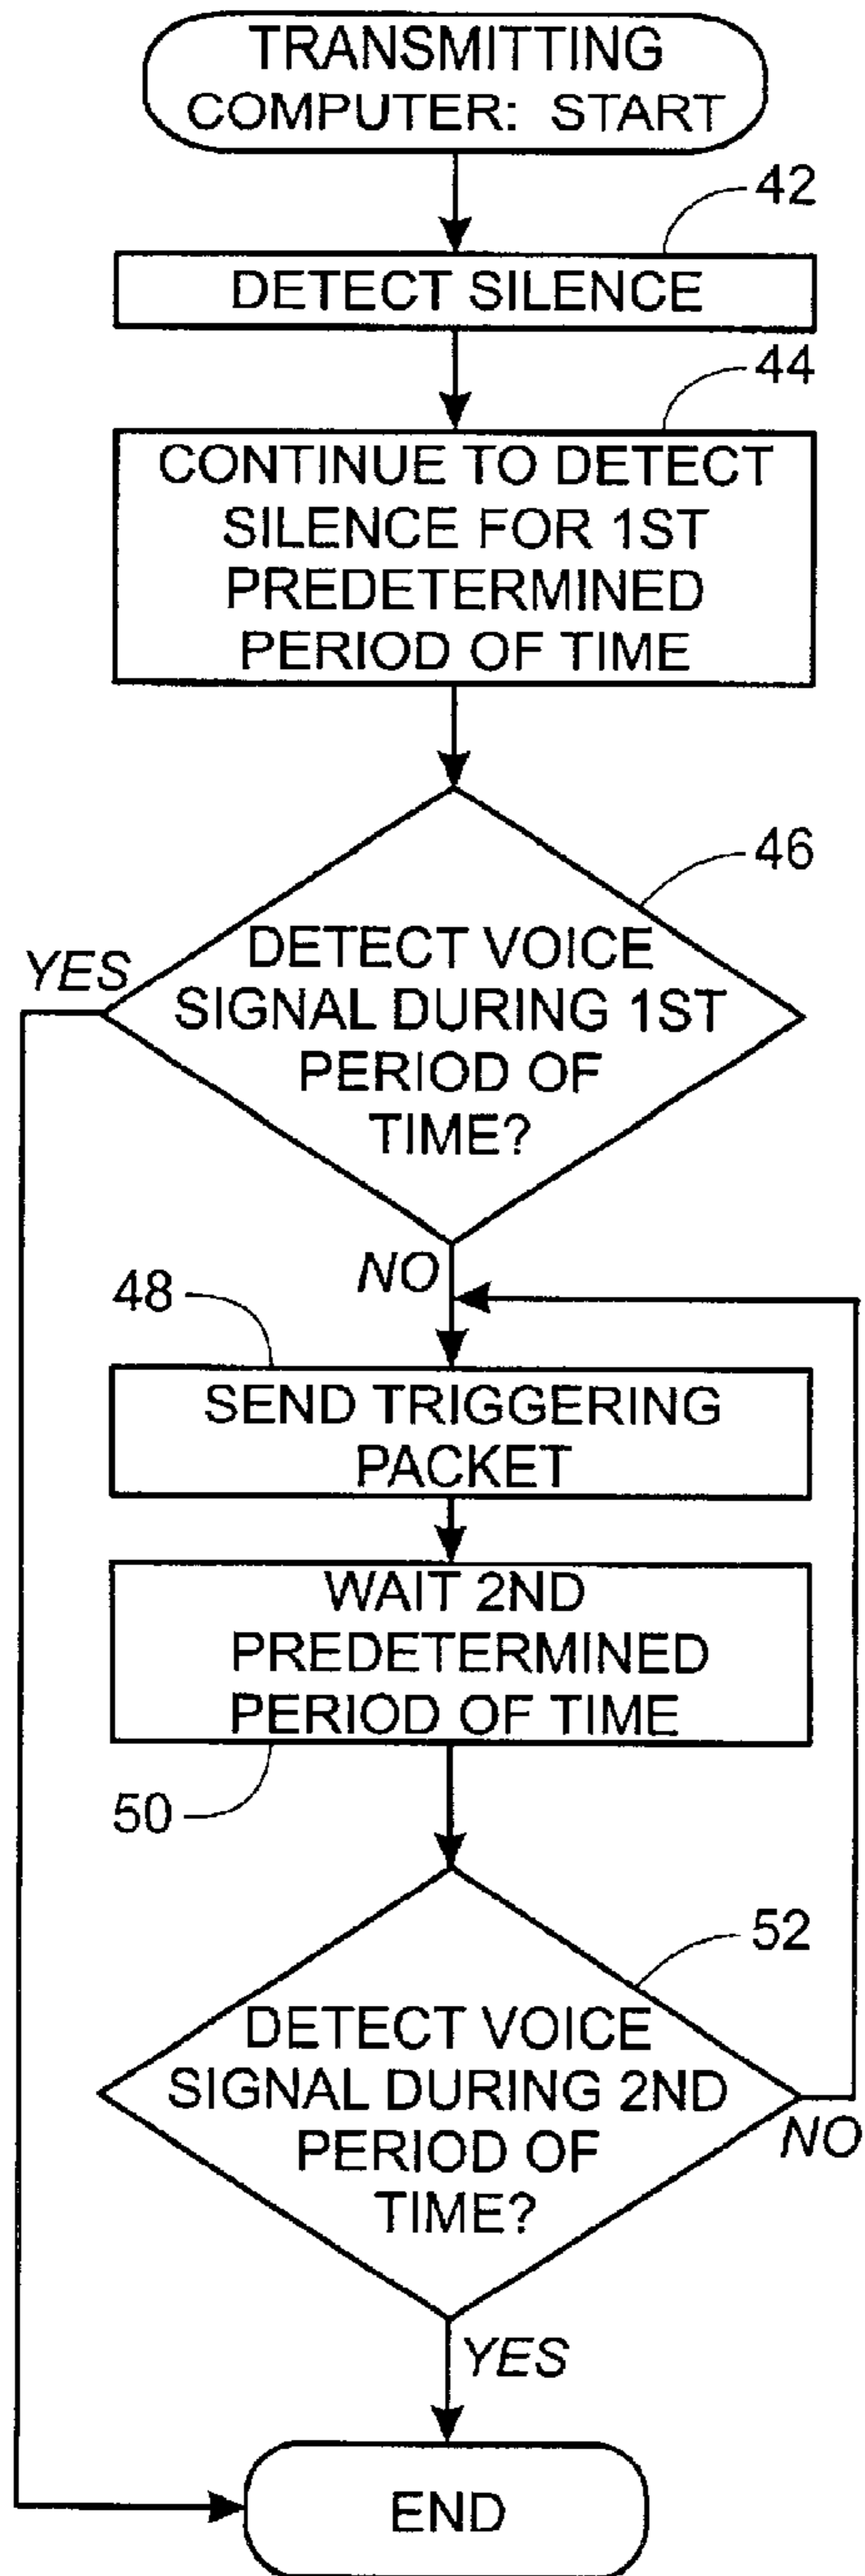 TRANSMITTING
COMPUTER: START
42
DETECT SILENCE
44
CONTINUE TO DETECT
SILENCE FOR 1ST
PREDETERMINED
PERIOD OF TIME
46
YES
DETECT VOICE
SIGNAL DURING 1ST
PERIOD OF
TIME?
NO
48
SEND TRIGGERING
PACKET
WAIT 2ND
PREDETERMINED
PERIOD OF TIME
50
52
DETECT VOICE
SIGNAL DURING 2ND
PERIOD OF
TIME?
NO
YES
END